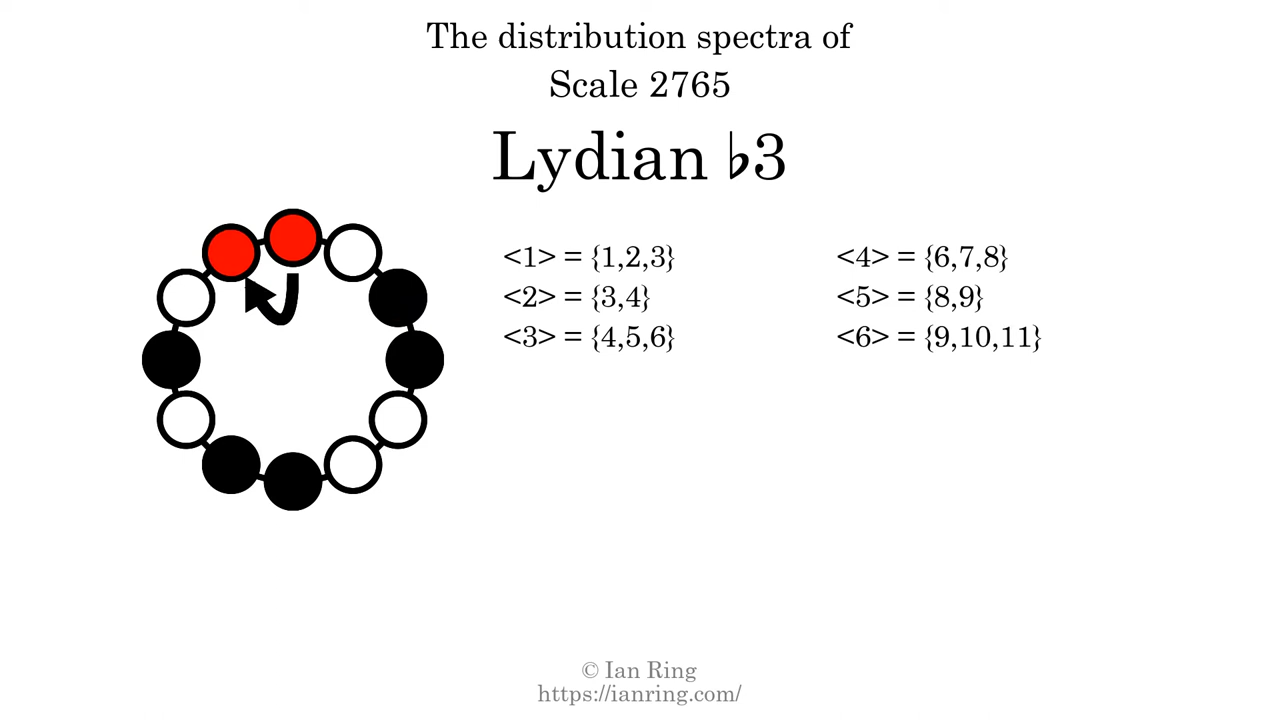 The distribution spectra of
Scale 2765
Lydian ♭3
<1> = {1,2,3}
<2> = {3,4}
<3> = {4,5,6}
<4> = {6,7,8}
<5> = {8,9}
<6> = {9,10,11}
© Ian Ring
https://ianring.com/